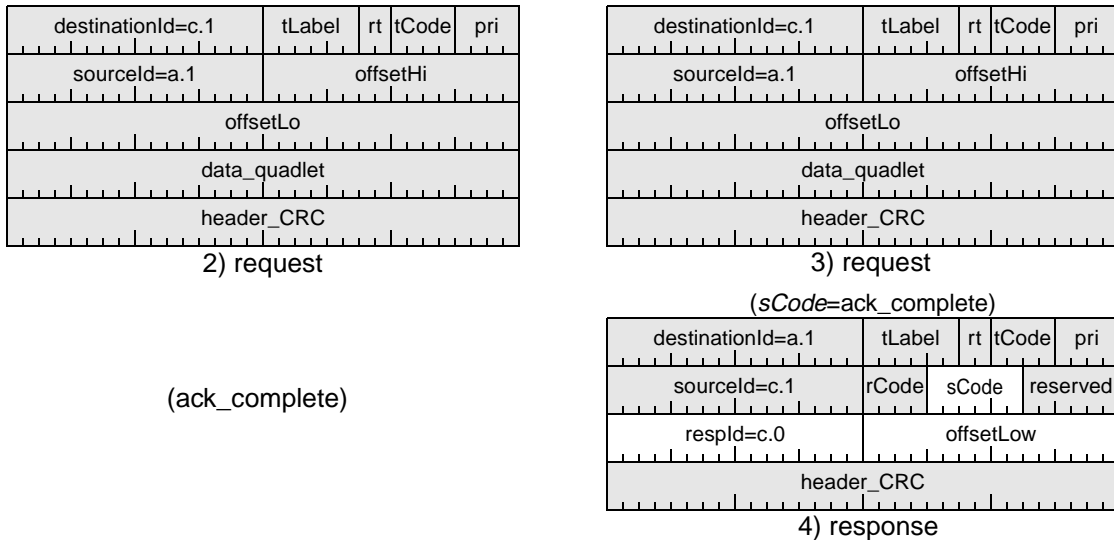 destinationId=c.1 tLabel rt tCode pri
sourceId=a.1 offsetHi
offsetLo
data_quadlet
header_CRC
2) request
destinationId=c.1 tLabel rt tCode pri
sourceId=a.1 offsetHi
offsetLo
data_quadlet
header_CRC
3) request
(ack_complete)
(sCode=ack_complete)
destinationId=a.1 tLabel rt tCode pri
sourceId=c.1 rCode sCode reserved
respId=c.0 offsetLow
header_CRC
4) response